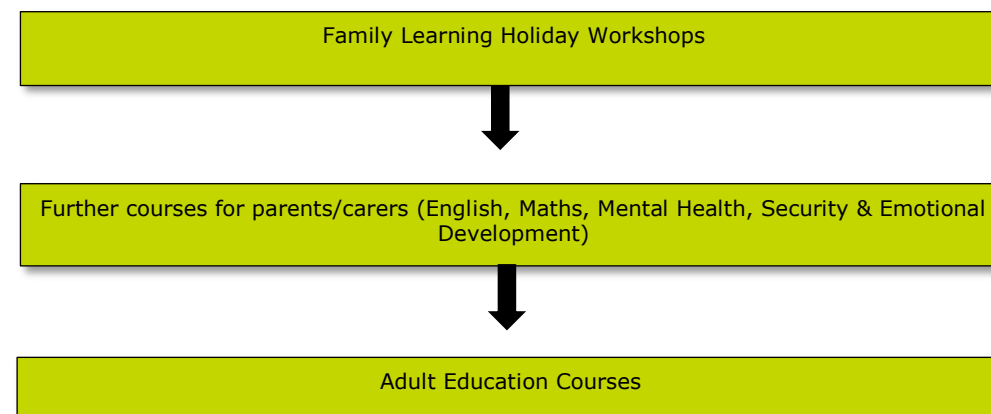 Family Learning Holiday Workshops
Further courses for parents/carers (English, Maths, Mental Health, Security & Emotional
Development)
Adult Education Courses